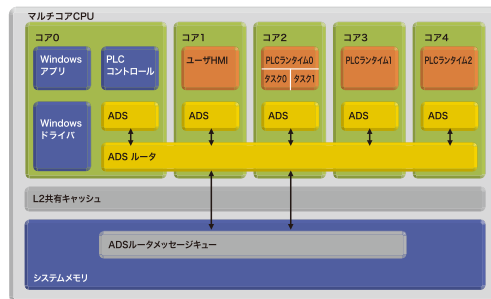 マルチコアCPU
コア0
コア1
コア2
コア3
コア4
Windows
アプリ
PLC
コントロール
ユーザHMI
PLCランタイム0
タスク0
タスク1
PLCランタイム1
PLCランタイム2
Windows
ドライバ
ADS
ADS
ADS
ADS
ADS
ADS ルータ
L2共有キャッシュ
ADSルータメッセージキュー
システムメモリ